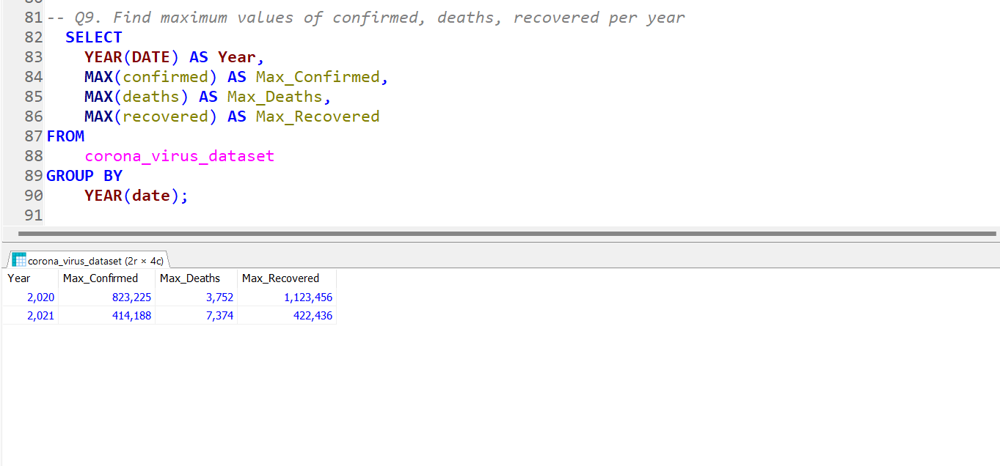 81 -- Q9. Find maximum values of confirmed, deaths, recovered per year
82 SELECT
83 YEAR(DATE) AS Year,
84 MAX(confirmed) AS Max_Confirmed,
85 MAX(deaths) AS Max_Deaths,
86 MAX(recovered) AS Max_Recovered
87 FROM
88 corona_virus_dataset
89 GROUP BY
90 YEAR(date);
91
corona_virus_dataset (2r × 4c)
Year Max_Confirmed Max_Deaths Max_Recovered
2,020 823,225 3,752 1,123,456
2,021 414,188 7,374 422,436